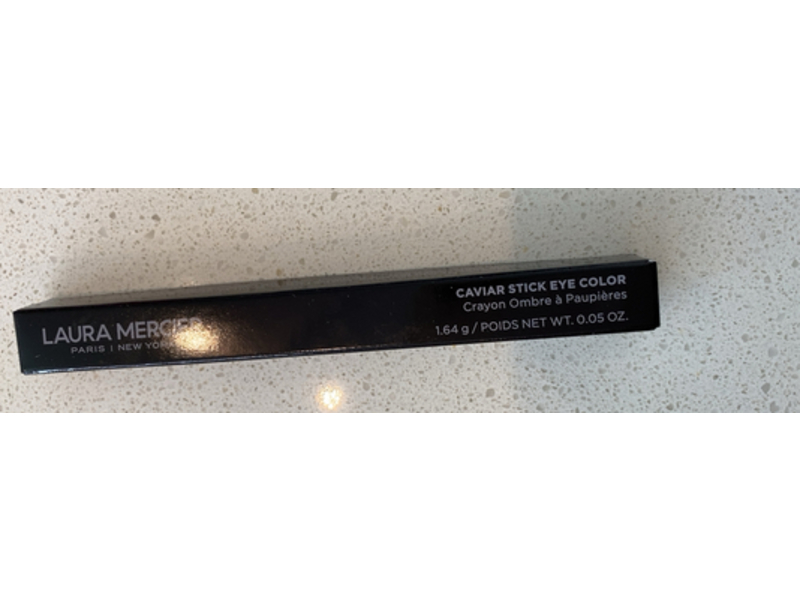 LAURA MERCIER
PARIS | NEW YORK
CAVIAR STICK EYE COLOR
Crayon Ombre à Paupières
1.64 g / POIDS NET WT. 0.05 OZ.